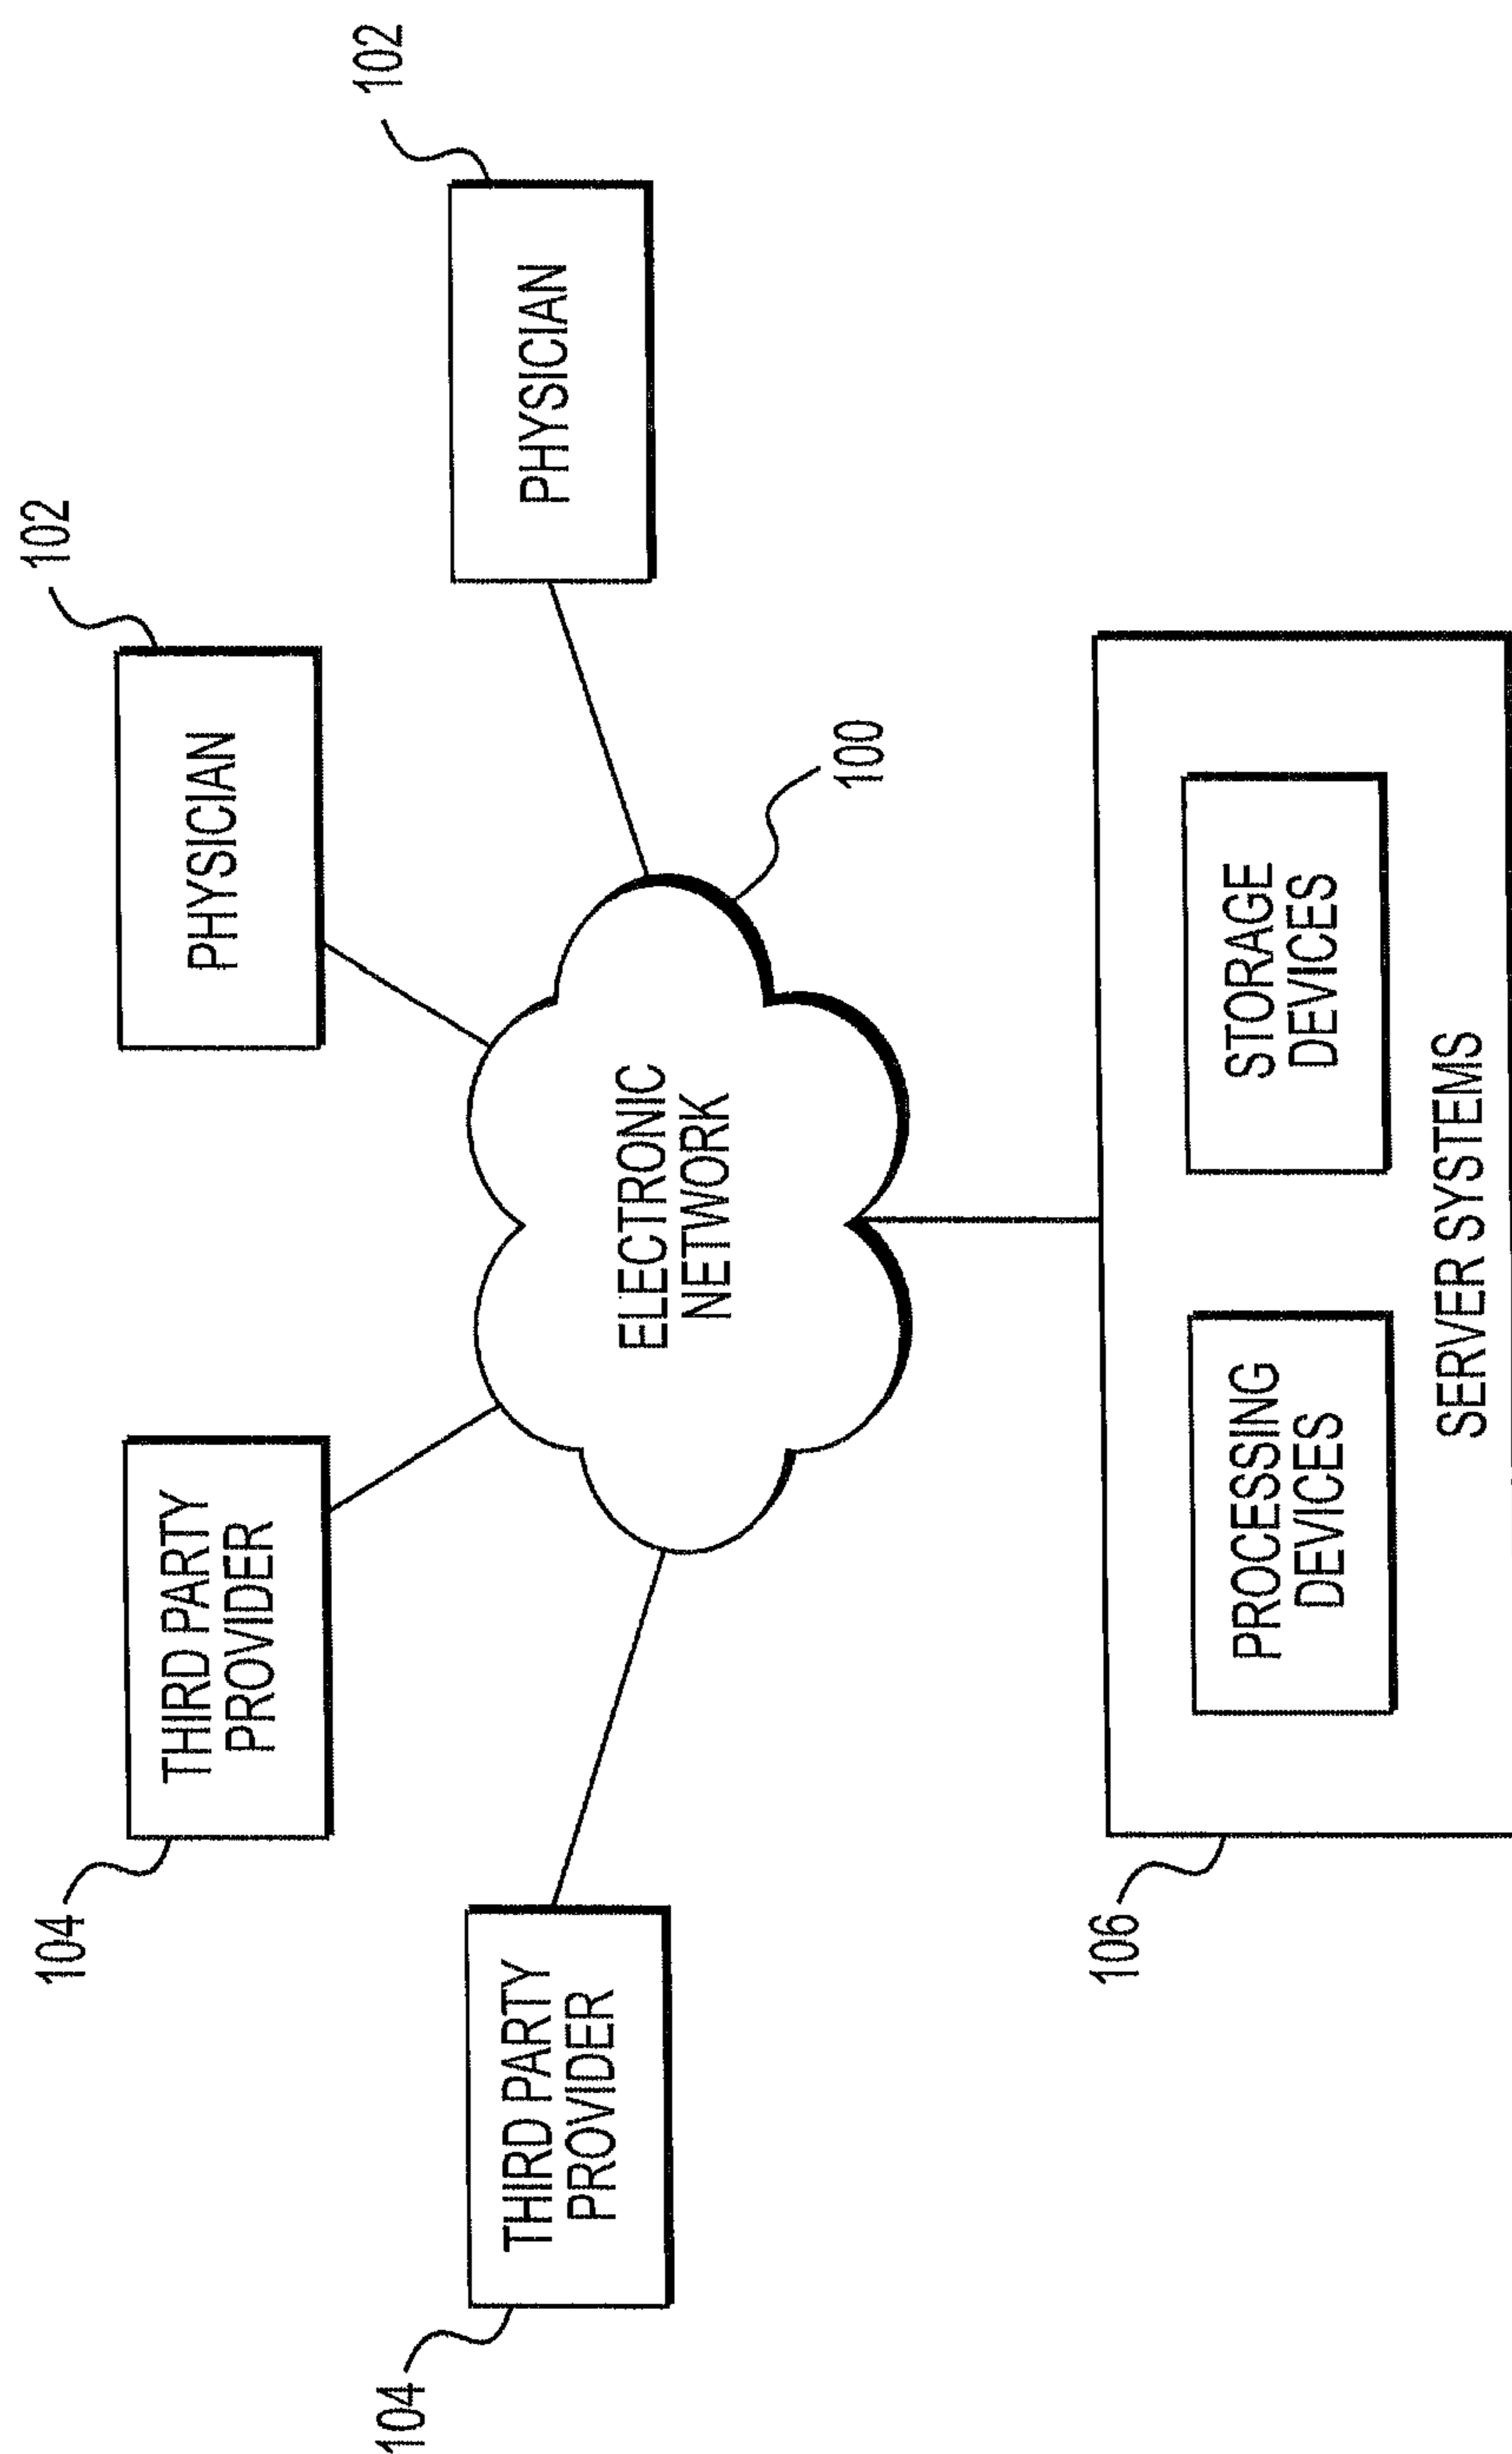 102
PHYSICIAN
102
PHYSICIAN
104
THIRD PARTY
PROVIDER
104
THIRD PARTY
PROVIDER
ELECTRONIC
NETWORK
100
106
PROCESSING
DEVICES
STORAGE
DEVICES
SERVER SYSTEMS